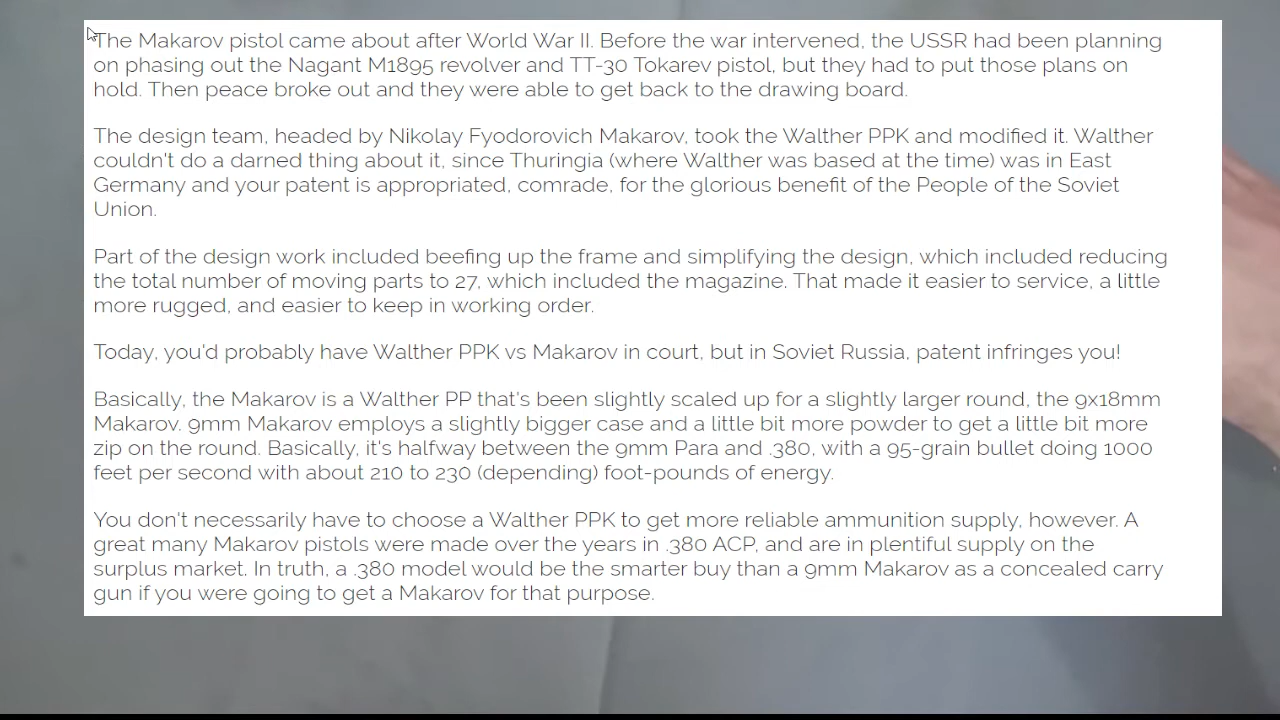 The Makarov pistol came about after World War II. Before the war intervened, the USSR had been planning
on phasing out the Nagant M1895 revolver and TT-30 Tokarev pistol, but they had to put those plans on
hold. Then peace broke out and they were able to get back to the drawing board.
The design team, headed by Nikolay Fyodorovich Makarov, took the Walther PPK and modified it. Walther
couldn't do a darned thing about it, since Thuringia (where Walther was based at the time) was in East
Germany and your patent is appropriated, comrade, for the glorious benefit of the People of the Soviet
Union.
Part of the design work included beefing up the frame and simplifying the design, which included reducing
the total number of moving parts to 27, which included the magazine. That made it easier to service, a little
more rugged, and easier to keep in working order.
Today, you'd probably have Walther PPK vs Makarov in court, but in Soviet Russia, patent infringes you!
Basically, the Makarov is a Walther PP that's been slightly scaled up for a slightly larger round, the 9x18mm
Makarov. 9mm Makarov employs a slightly bigger case and a little bit more powder to get a little bit more
zip on the round. Basically, it's halfway between the 9mm Para and .380, with a 95-grain bullet doing 1000
feet per second with about 210 to 230 (depending) foot-pounds of energy.
You don't necessarily have to choose a Walther PPK to get more reliable ammunition supply, however. A
great many Makarov pistols were made over the years in .380 ACP, and are in plentiful supply on the
surplus market. In truth, a .380 model would be the smarter buy than a 9mm Makarov as a concealed carry
gun if you were going to get a Makarov for that purpose.